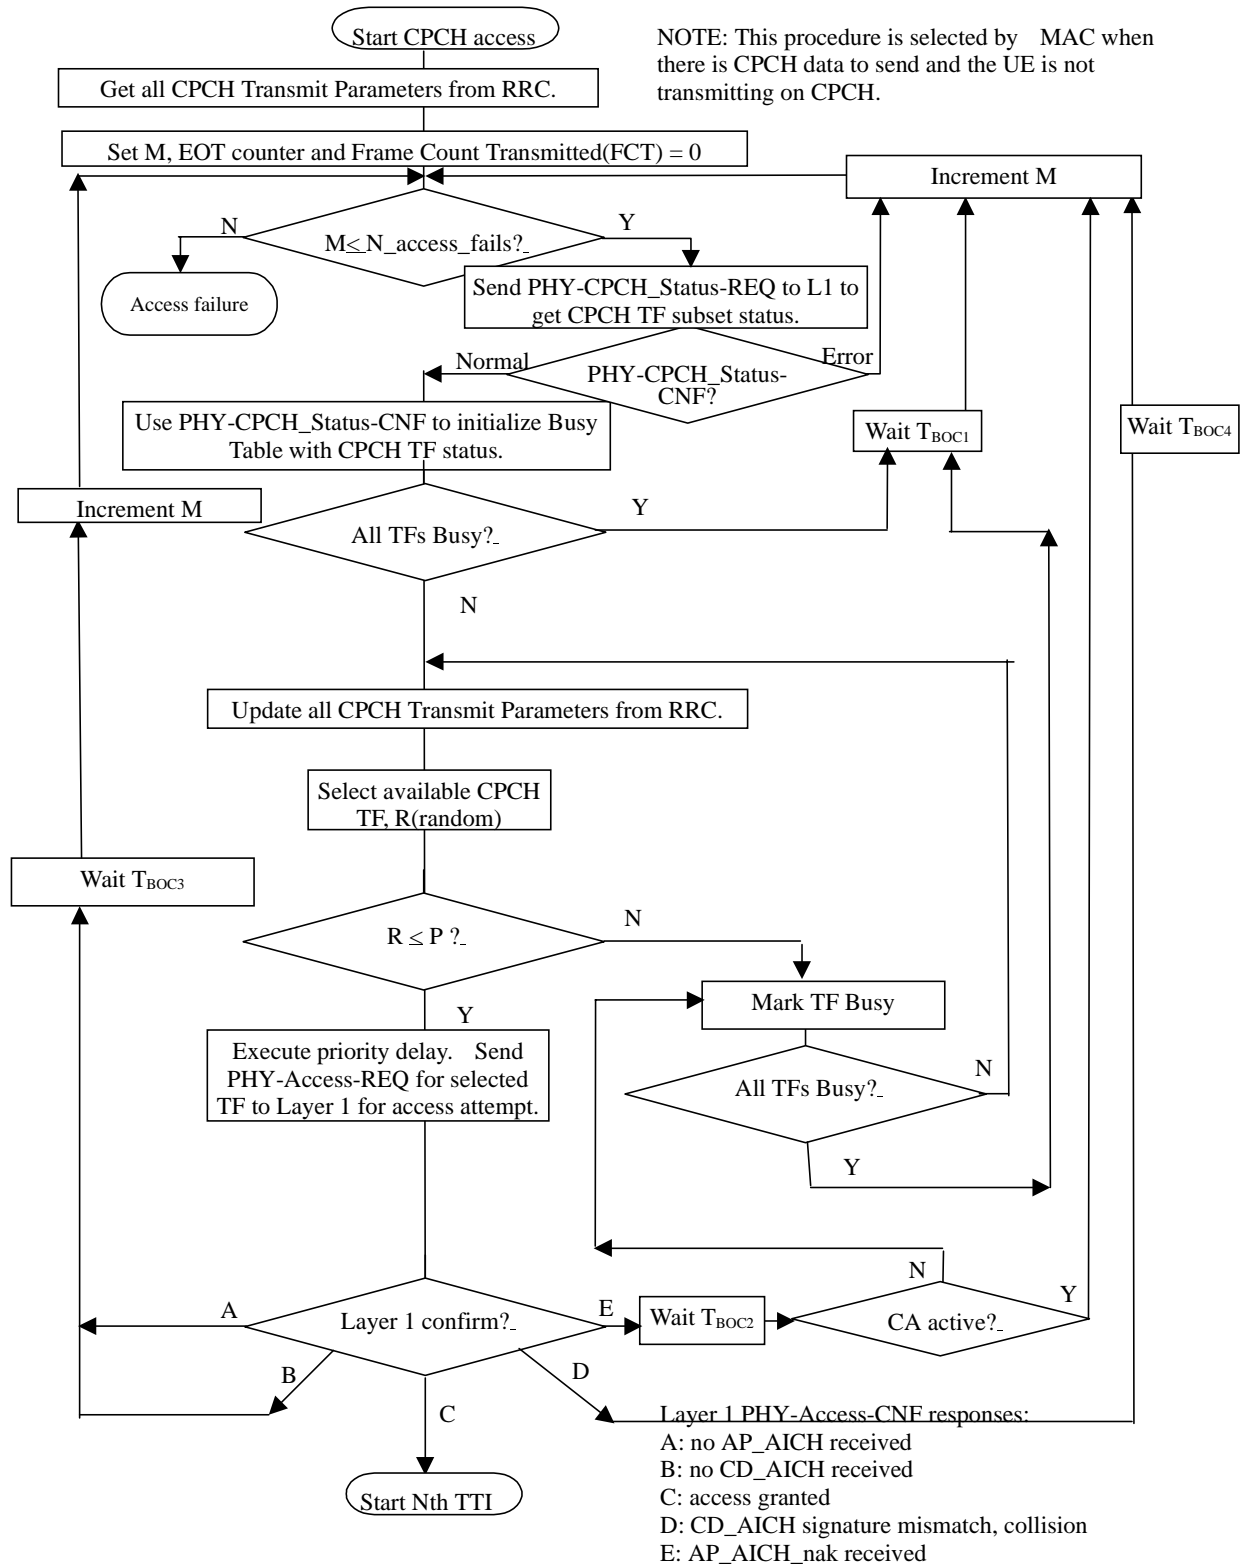 Start CPCH access
NOTE: This procedure is selected by MAC when
there is CPCH data to send and the UE is not
transmitting on CPCH.
Get all CPCH Transmit Parameters from RRC.
Set M, EOT counter and Frame Count Transmitted(FCT) = 0
Increment M
N
Y
M≤N_access_fails?
Access failure
Send PHY-CPCH_Status-REQ to L1 to
get CPCH TF subset status.
Normal
Error
PHY-CPCH_Status-
CNF?
Use PHY-CPCH_Status-CNF to initialize Busy
Table with CPCH TF status.
Wait TBOC1
Wait TBOC4
Increment M
Y
All TFs Busy?
N
Update all CPCH Transmit Parameters from RRC.
Select available CPCH
TF, R(random)
Wait TBOC3
R ≤ P ?
N
Mark TF Busy
Y
Execute priority delay. Send
PHY-Access-REQ for selected
TF to Layer 1 for access attempt.
All TFs Busy?
N
Y
N
Y
A
Layer 1 confirm?
E
Wait TBOC2
CA active?
B
D
C
Layer 1 PHY-Access-CNF responses:
A: no AP_AICH received
B: no CD_AICH received
C: access granted
D: CD_AICH signature mismatch, collision
E: AP_AICH_nak received
Start Nth TTI